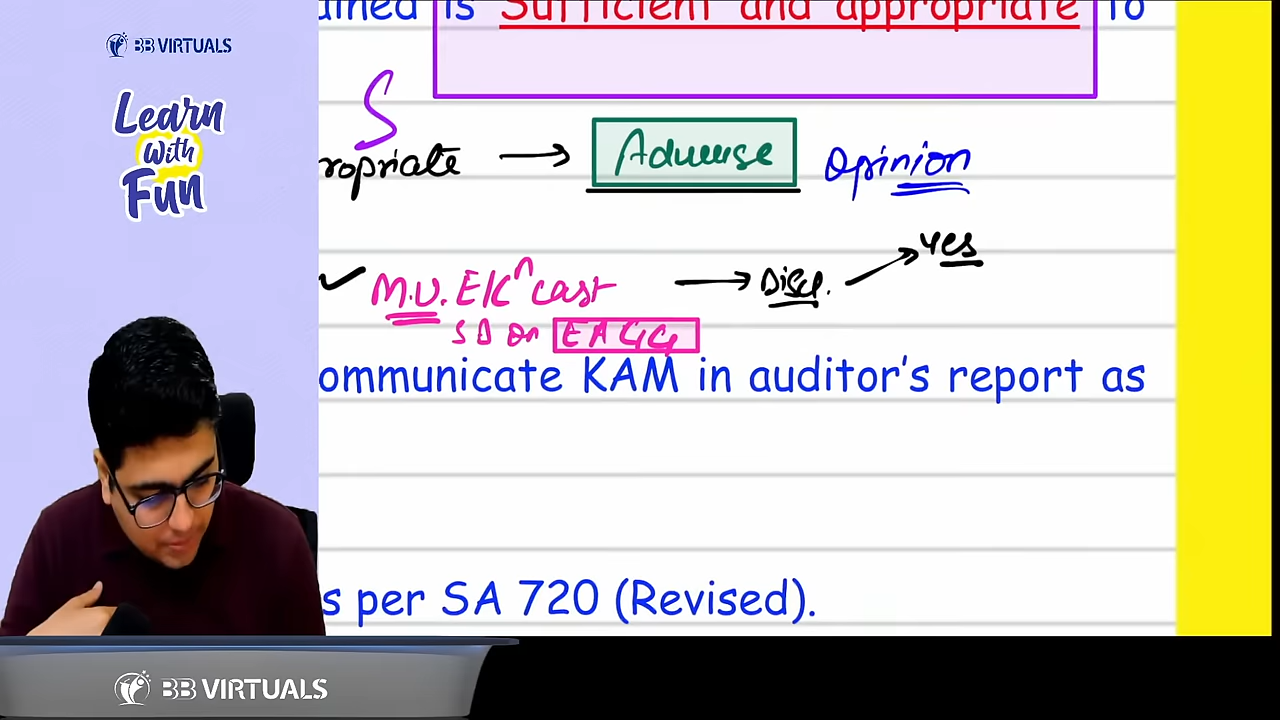 BB VIRTUALS
Learn
With
Fun
ained is Sufficient and appropriate to
S
ropriate → Adverse Opinion
✓ M.U. EK^n cast → Discl. → Yes
SD on EAGG
ommunicate KAM in auditor's report as
s per SA 720 (Revised).
BB VIRTUALS